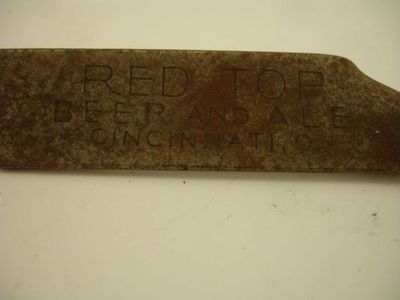 RED TOP
BEER AND ALE
CINCINNATI O